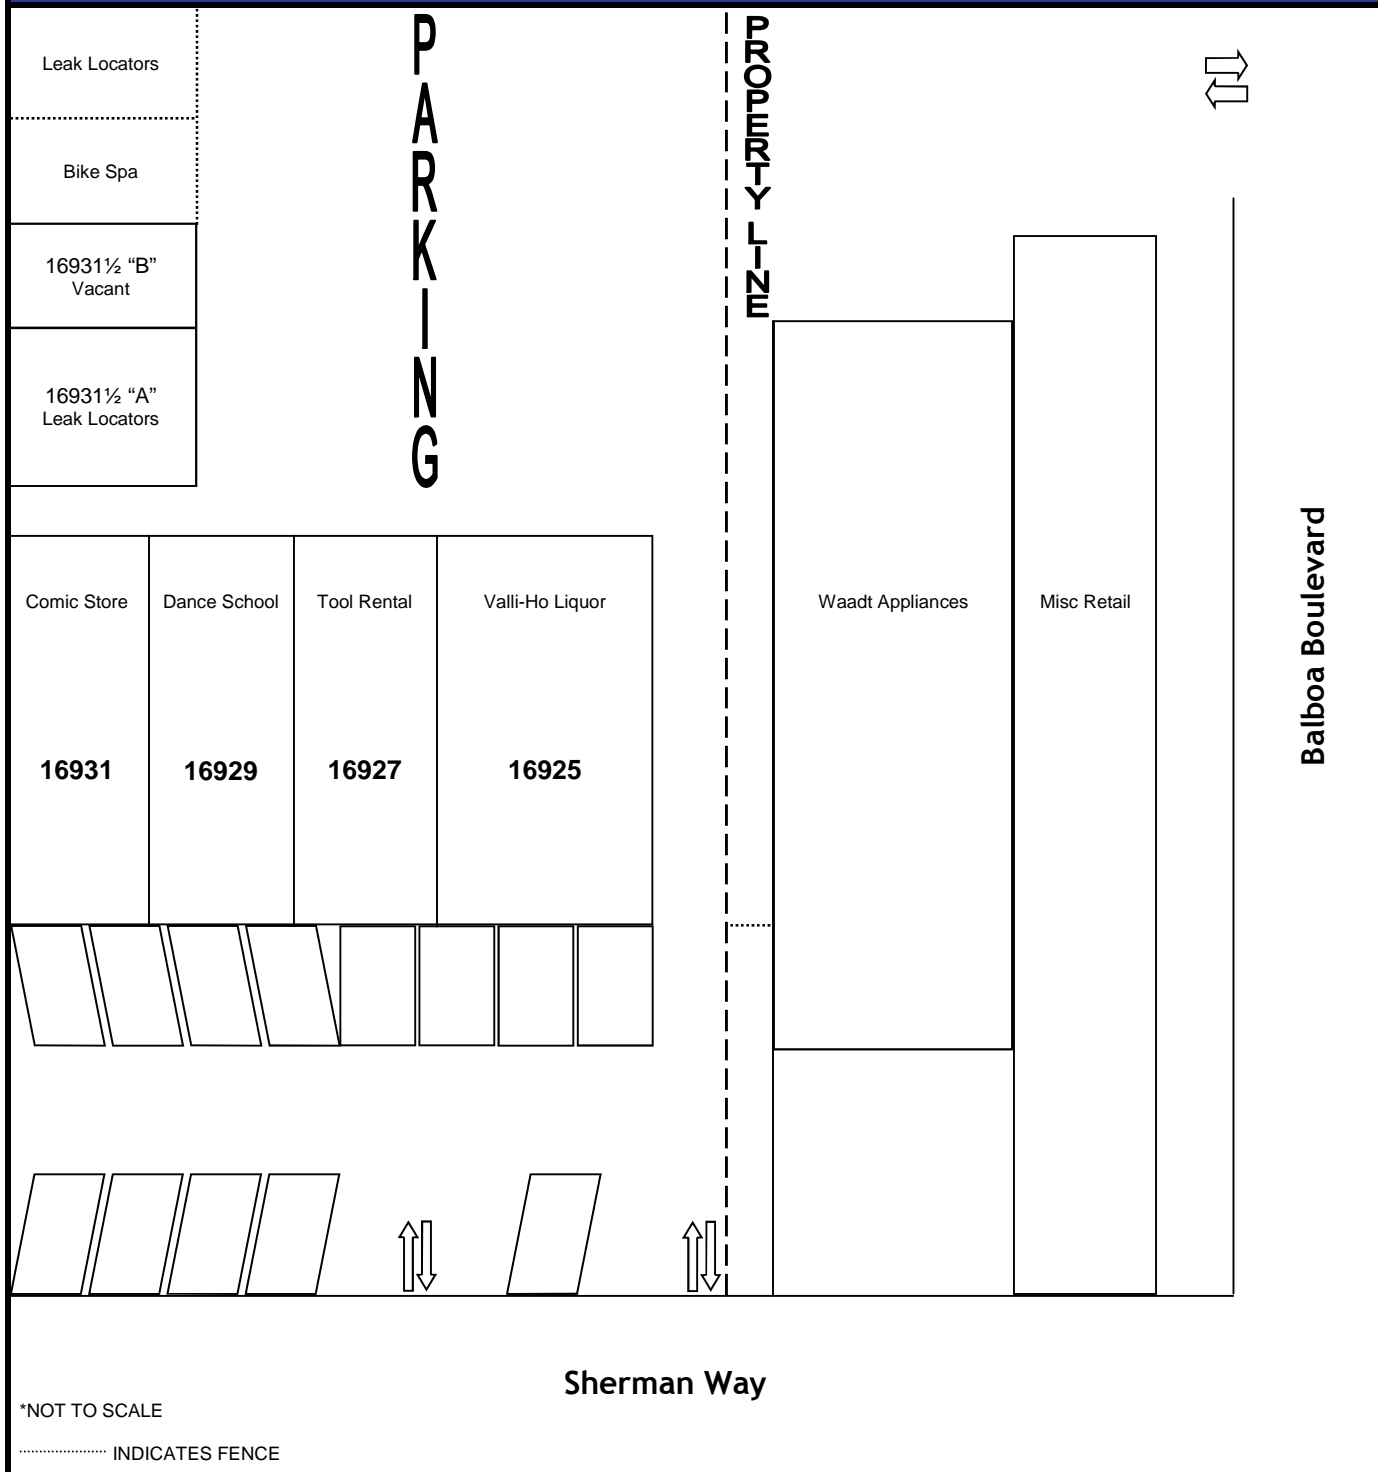 Leak Locators
Bike Spa
16931½ “B”
Vacant
16931½ “A”
Leak Locators
PARKING
PROPERTY LINE
Comic Store
Dance School
Tool Rental
Valli-Ho Liquor
Waadt Appliances
Misc Retail
16931
16929
16927
16925
Balboa Boulevard
Sherman Way
*NOT TO SCALE
INDICATES FENCE